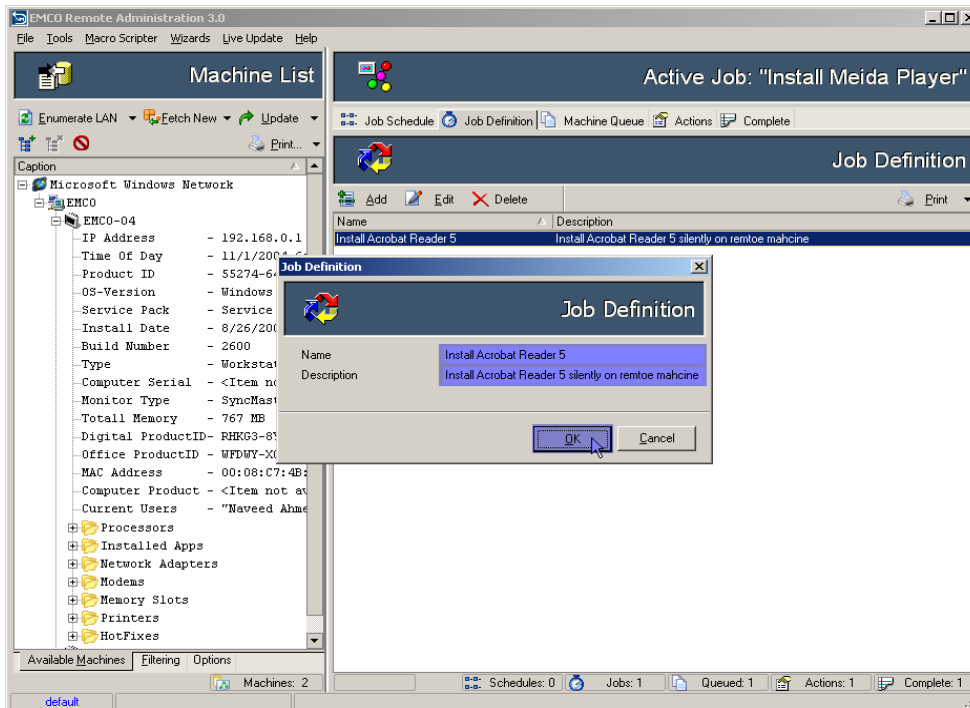 EMCO Remote Administration 3.0
File Tools Macro Scripter Wizards Live Update Help
Machine List
Active Job: "Install Meida Player"
Enumerate LAN Fetch New Update
Job Schedule Job Definition Machine Queue Actions Complete
Print...
Job Definition
Caption
Add Edit Delete Print
Name Description
Install Acrobat Reader 5 Install Acrobat Reader 5 silently on remtoe mahcine
Microsoft Windows Network
EMCO
EMCO-04
IP Address - 192.168.0.1
Time Of Day - 11/1/2004
Product ID - 55274-64
OS-Version - Windows
Service Pack - Service
Install Date - 8/26/200
Build Number - 2600
Type - Workstat
Computer Serial - <Item no
Monitor Type - SyncMast
Totall Memory - 767 MB
Digital ProductID- RHKG3-8
Office ProductID - WFDWY-X
MAC Address - 00:08:C7:4B:
Computer Product - <Item not av
Current Users - "Naveed Ahme
Processors
Installed Apps
Network Adapters
Modems
Memory Slots
Printers
HotFixes
Job Definition
Job Definition
Name Install Acrobat Reader 5
Description Install Acrobat Reader 5 silently on remtoe mahcine
OK Cancel
Available Machines Filtering Options
Machines: 2 Schedules: 0 Jobs: 1 Queued: 1 Actions: 1 Complete: 1
default